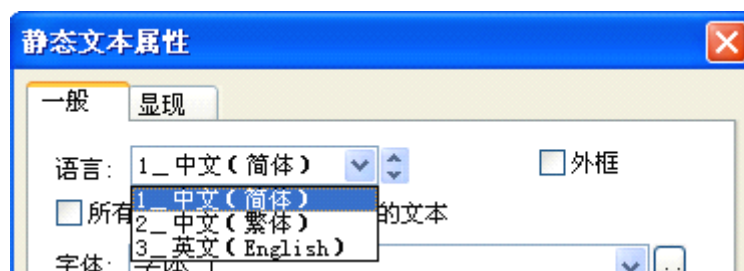 静态文本属性
一般 显现
语言: 1_中文(简体) 外框
1_中文(简体)
所有 2_中文(繁体) 的文本
3_英文(English)
字体: